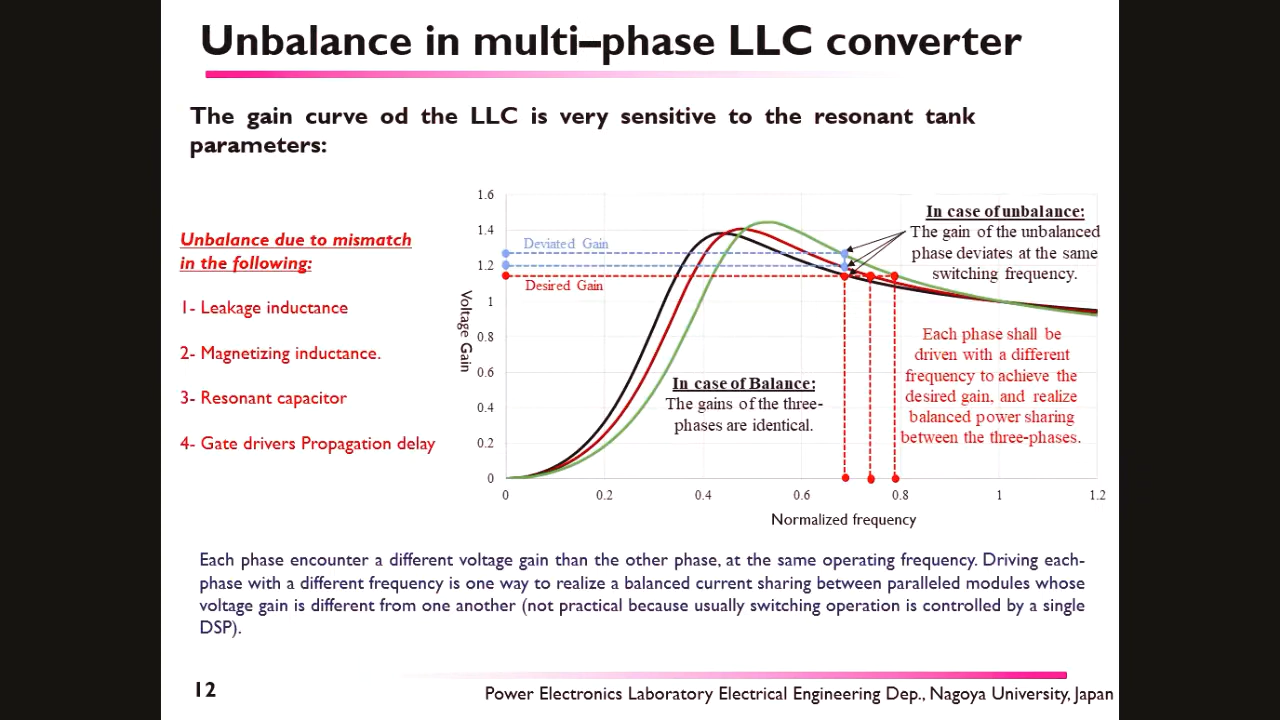 Unbalance in multi–phase LLC converter
The gain curve od the LLC is very sensitive to the resonant tank
parameters:
Unbalance due to mismatch
in the following:
1- Leakage inductance
2- Magnetizing inductance.
3- Resonant capacitor
4- Gate drivers Propagation delay
1.6
1.4
1.2
1
0.8
0.6
0.4
0.2
0
Voltage Gain
Deviated Gain
Desired Gain
In case of unbalance:
The gain of the unbalanced
phase deviates at the same
switching frequency.
In case of Balance:
The gains of the three-
phases are identical.
Each phase shall be
driven with a different
frequency to achieve the
desired gain, and realize
balanced power sharing
between the three-phases.
0 0.2 0.4 0.6 0.8 1 1.2
Normalized frequency
Each phase encounter a different voltage gain than the other phase, at the same operating frequency. Driving each-
phase with a different frequency is one way to realize a balanced current sharing between paralleled modules whose
voltage gain is different from one another (not practical because usually switching operation is controlled by a single
DSP).
12
Power Electronics Laboratory Electrical Engineering Dep., Nagoya University, Japan